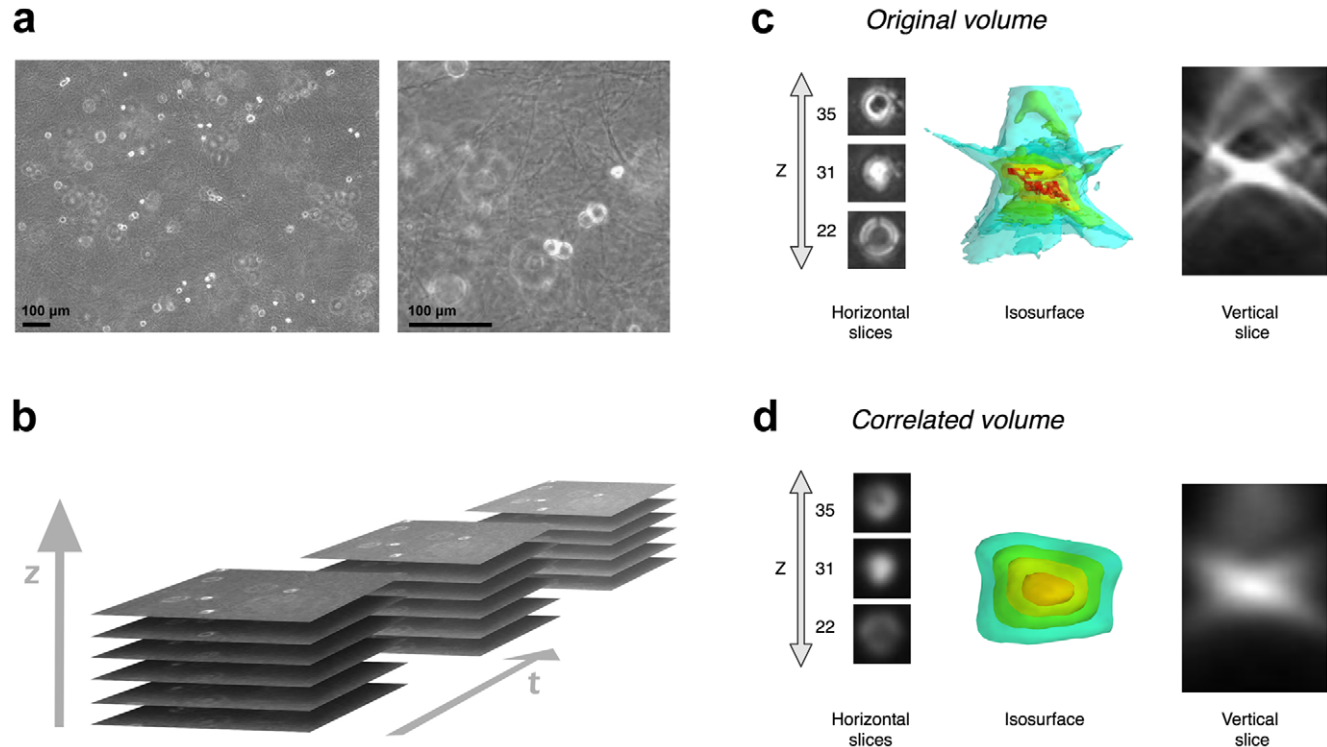 a
100 µm
100 µm
b
z
t
c
Original volume
Z
35
31
22
Horizontal
slices
Isosurface
Vertical
slice
d
Correlated volume
Z
35
31
22
Horizontal
slices
Isosurface
Vertical
slice